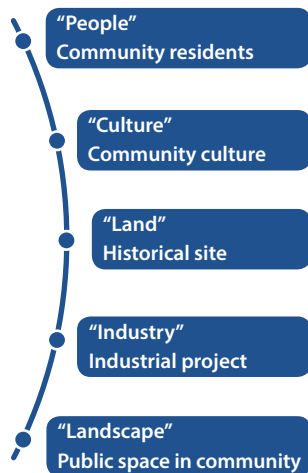 “People”
Community residents
“Culture”
Community culture
“Land”
Historical site
“Industry”
Industrial project
“Landscape”
Public space in community